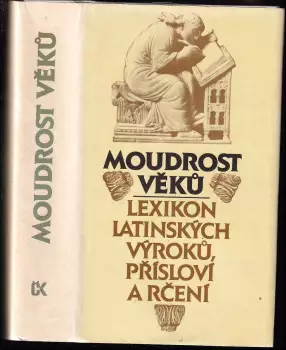 MOUDROST VĚKŮ
MOUDROST
VĚKŮ
LEXIKON
LATINSKÝCH
VÝROKŮ,
PŘÍSLOVÍ
A RČENÍ